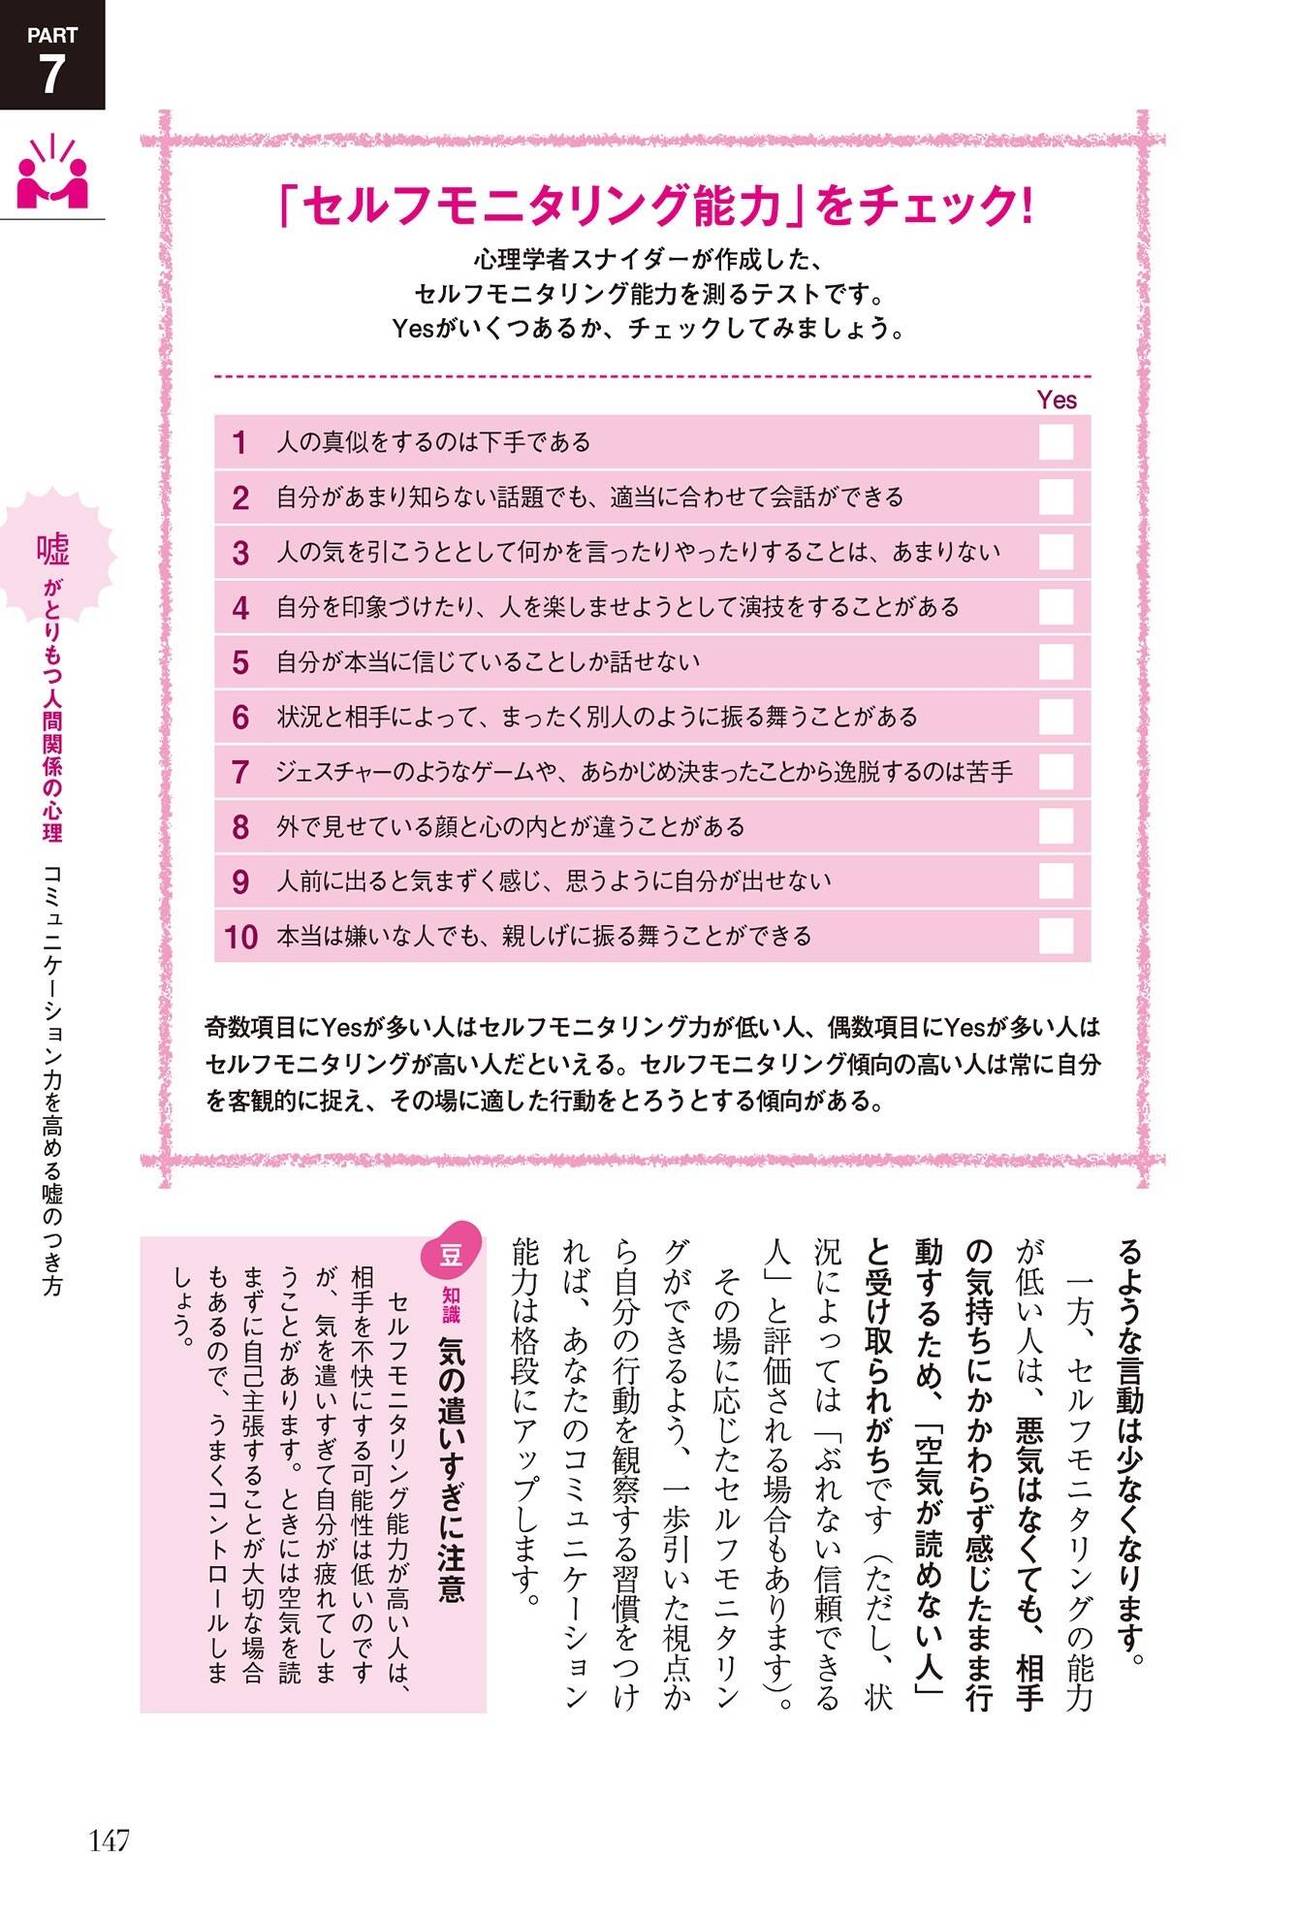 PART
7
「セルフモニタリング能力」をチェック!
心理学者スナイダーが作成した、
セルフモニタリング能力を測るテストです。
Yesがいくつあるか、チェックしてみましょう。
Yes
1 人の真似をするのは下手である
2 自分があまり知らない話題でも、適当に合わせて会話ができる
3 人の気を引こうととして何かを言ったりやったりすることは、あまりない
4 自分を印象づけたり、人を楽しませようとして演技をすることがある
5 自分が本当に信じていることしか話せない
6 状況と相手によって、まったく別人のように振る舞うことがある
7 ジェスチャーのようなゲームや、あらかじめ決まったことから逸脱するのは苦手
8 外で見せている顔と心の内とが違うことがある
9 人前に出ると気まずく感じ、思うように自分が出せない
10 本当は嫌いな人でも、親しげに振る舞うことができる
奇数項目にYesが多い人はセルフモニタリング力が低い人、偶数項目にYesが多い人は
セルフモニタリングが高い人だといえる。セルフモニタリング傾向の高い人は常に自分
を客観的に捉え、その場に適した行動をとろうとする傾向がある。
嘘がとりもつ人間関係の心理 コミュニケーション力を高める嘘のつき方
るような言動は少なくなります。
一方、セルフモニタリングの能力
が低い人は、悪気はなくても、相手
の気持ちにかかわらず感じたまま行
動するため、「空気が読めない人」
と受け取られがちです(ただし、状
況によっては「ぶれない信頼できる
人」と評価される場合もあります)。
その場に応じたセルフモニタリン
グができるよう、一歩引いた視点か
ら自分の行動を観察する習慣をつけ
れば、あなたのコミュニケーション
能力は格段にアップします。
豆知識 気の遣いすぎに注意
セルフモニタリング能力が高い人は、
相手を不快にする可能性は低いのです
が、気を遣いすぎて自分が疲れてしま
うことがあります。ときには空気を読
まずに自己主張することが大切な場合
もあるので、うまくコントロールしま
しょう。
147